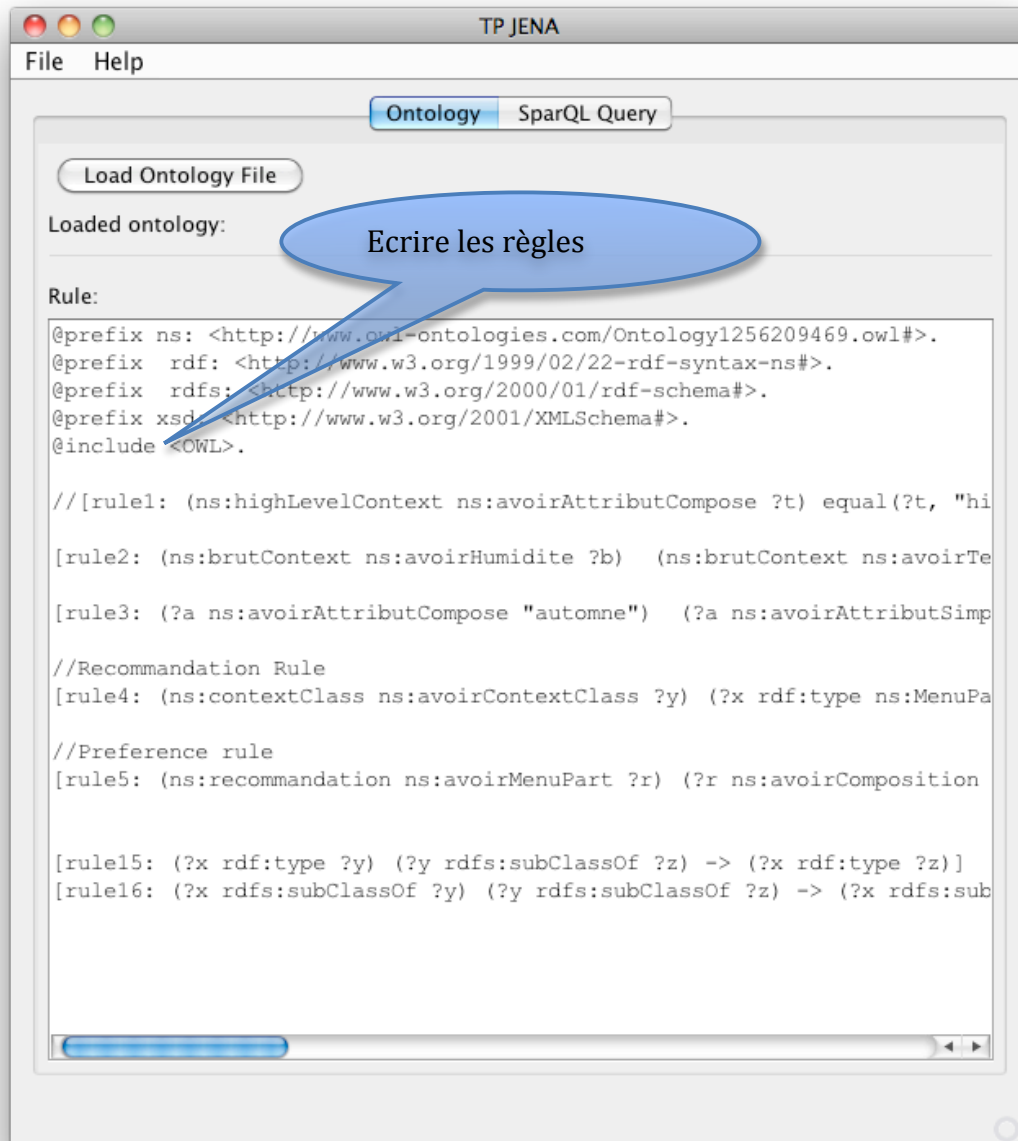 TP JENA
File Help
Ontology SparQL Query
Load Ontology File
Loaded ontology:
Ecrire les règles
Rule:
@prefix ns: <http://www.owl-ontologies.com/Ontology1256209469.owl#>.
@prefix  rdf: <http://www.w3.org/1999/02/22-rdf-syntax-ns#>.
@prefix  rdfs: <http://www.w3.org/2000/01/rdf-schema#>.
@prefix xsd: <http://www.w3.org/2001/XMLSchema#>.
@include <OWL>.
//[rule1: (ns:highLevelContext ns:avoirAttributCompose ?t) equal(?t, "hi
[rule2: (ns:brutContext ns:avoirHumidite ?b)  (ns:brutContext ns:avoirTe
[rule3: (?a ns:avoirAttributCompose "automne")  (?a ns:avoirAttributSimp
//Recommandation Rule
[rule4: (ns:contextClass ns:avoirContextClass ?y) (?x rdf:type ns:MenuPa
//Preference rule
[rule5: (ns:recommandation ns:avoirMenuPart ?r) (?r ns:avoirComposition
[rule15: (?x rdf:type ?y) (?y rdfs:subClassOf ?z) -> (?x rdf:type ?z)]
[rule16: (?x rdfs:subClassOf ?y) (?y rdfs:subClassOf ?z) -> (?x rdfs:sub